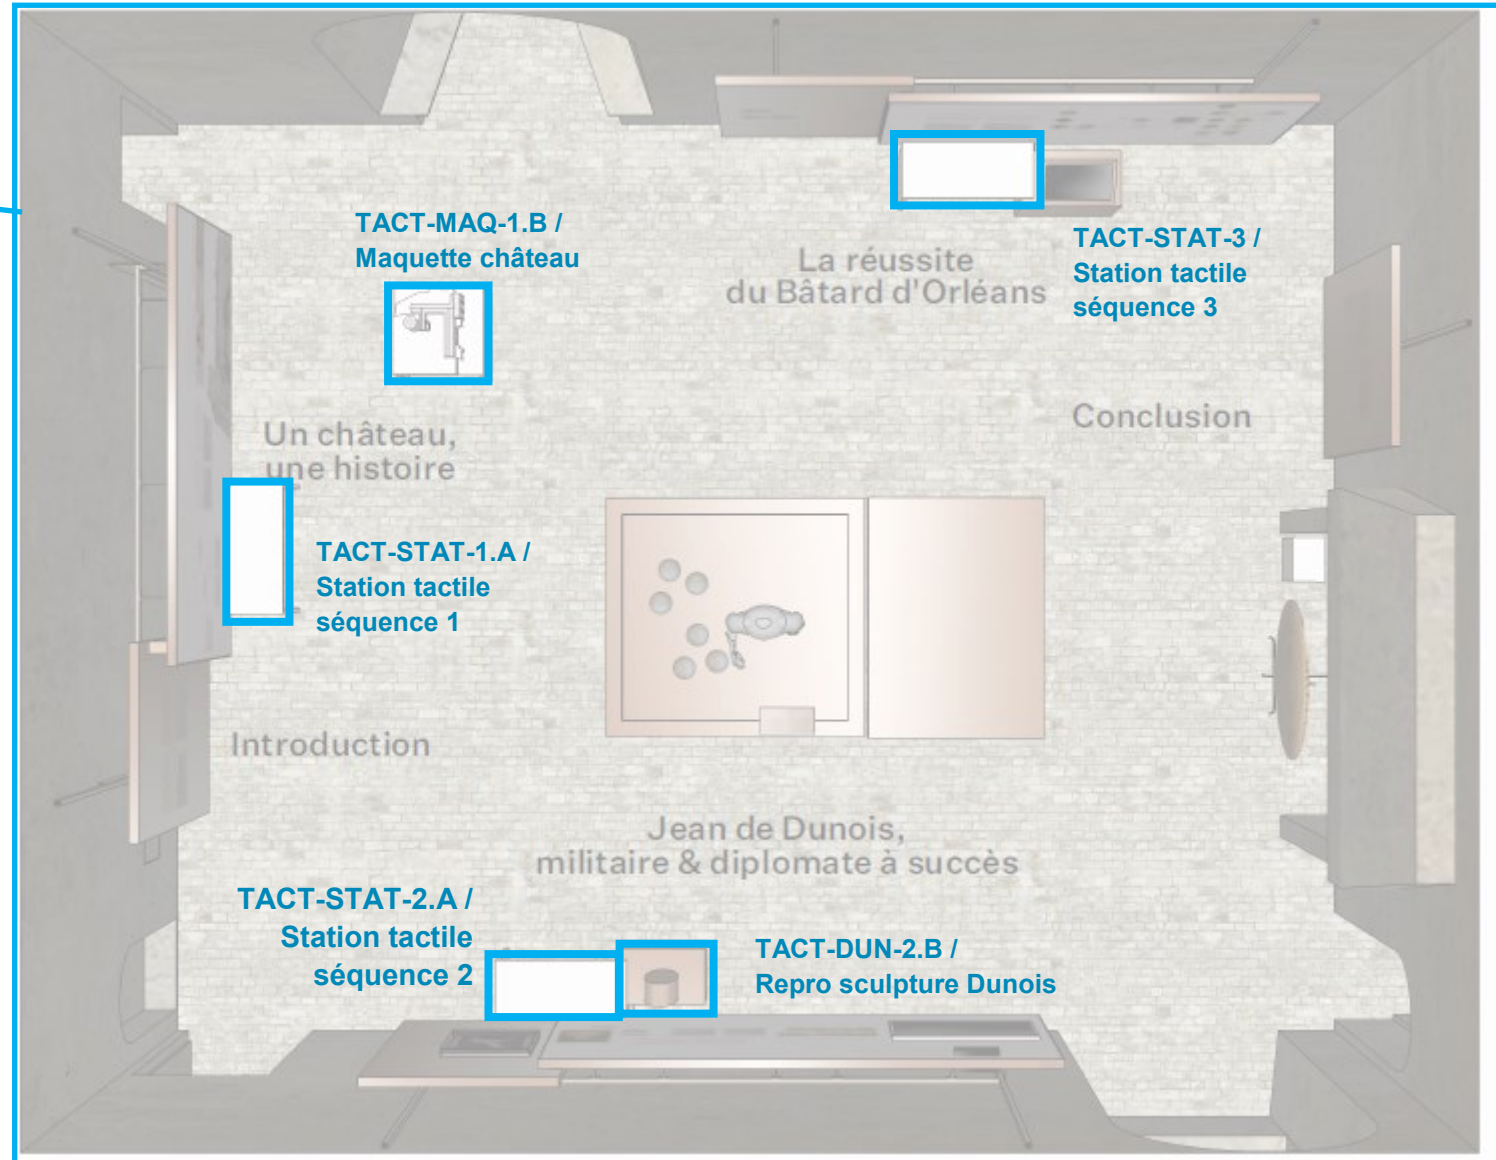 TACT-MAQ-1.B /
Maquette château
La réussite
du Bâtard d'Orléans
TACT-STAT-3 /
Station tactile
séquence 3
Un château,
une histoire
Conclusion
TACT-STAT-1.A /
Station tactile
séquence 1
Introduction
Jean de Dunois,
militaire & diplomate à succès
TACT-STAT-2.A /
Station tactile
séquence 2
TACT-DUN-2.B /
Repro sculpture Dunois